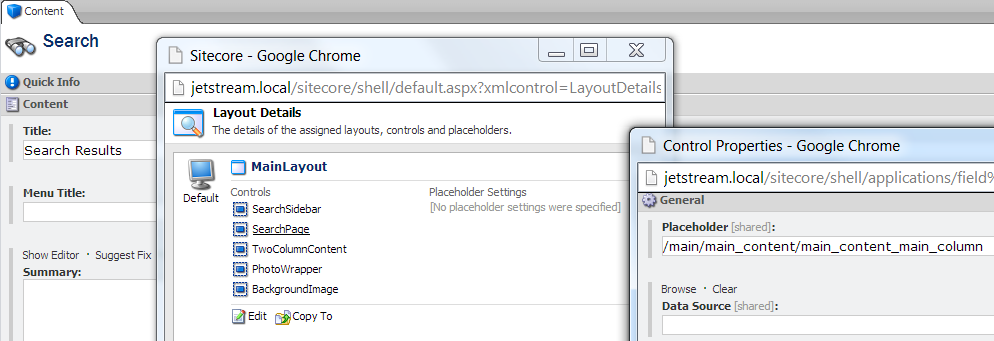 Content
Search
Quick Info
Content
Title:
Search Results
Menu Title:
Show Editor · Suggest Fix
Summary:
Sitecore - Google Chrome
jetstream.local/sitecore/shell/default.aspx?xmlcontrol=LayoutDetails
Layout Details
The details of the assigned layouts, controls and placeholders.
Default
MainLayout
Controls
SearchSidebar
SearchPage
TwoColumnContent
PhotoWrapper
BackgroundImage
Edit Copy To
Placeholder Settings
[No placeholder settings were specified]
Control Properties - Google Chrome
jetstream.local/sitecore/shell/applications/field%
General
Placeholder [shared]:
/main/main_content/main_content_main_column
Browse · Clear
Data Source [shared]: